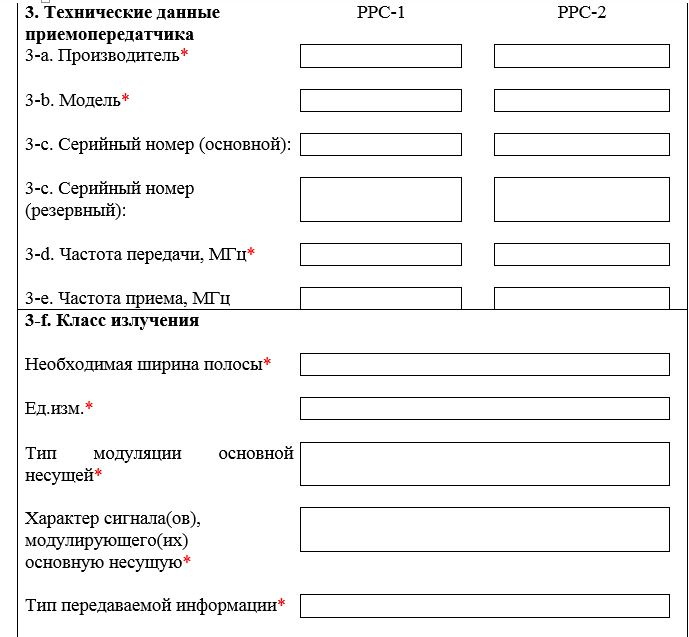 3. Технические данные РРС-1 РРС-2
приемопередатчика
3-a. Производитель*
3-b. Модель*
3-c. Серийный номер (основной):
3-c. Серийный номер
(резервный):
3-d. Частота передачи, МГц*
3-e. Частота приема, МГц
3-f. Класс излучения
Необходимая ширина полосы*
Ед.изм.*
Тип модуляции основной
несущей*
Характер сигнала(ов),
модулирующего(их)
основную несущую*
Тип передаваемой информации*